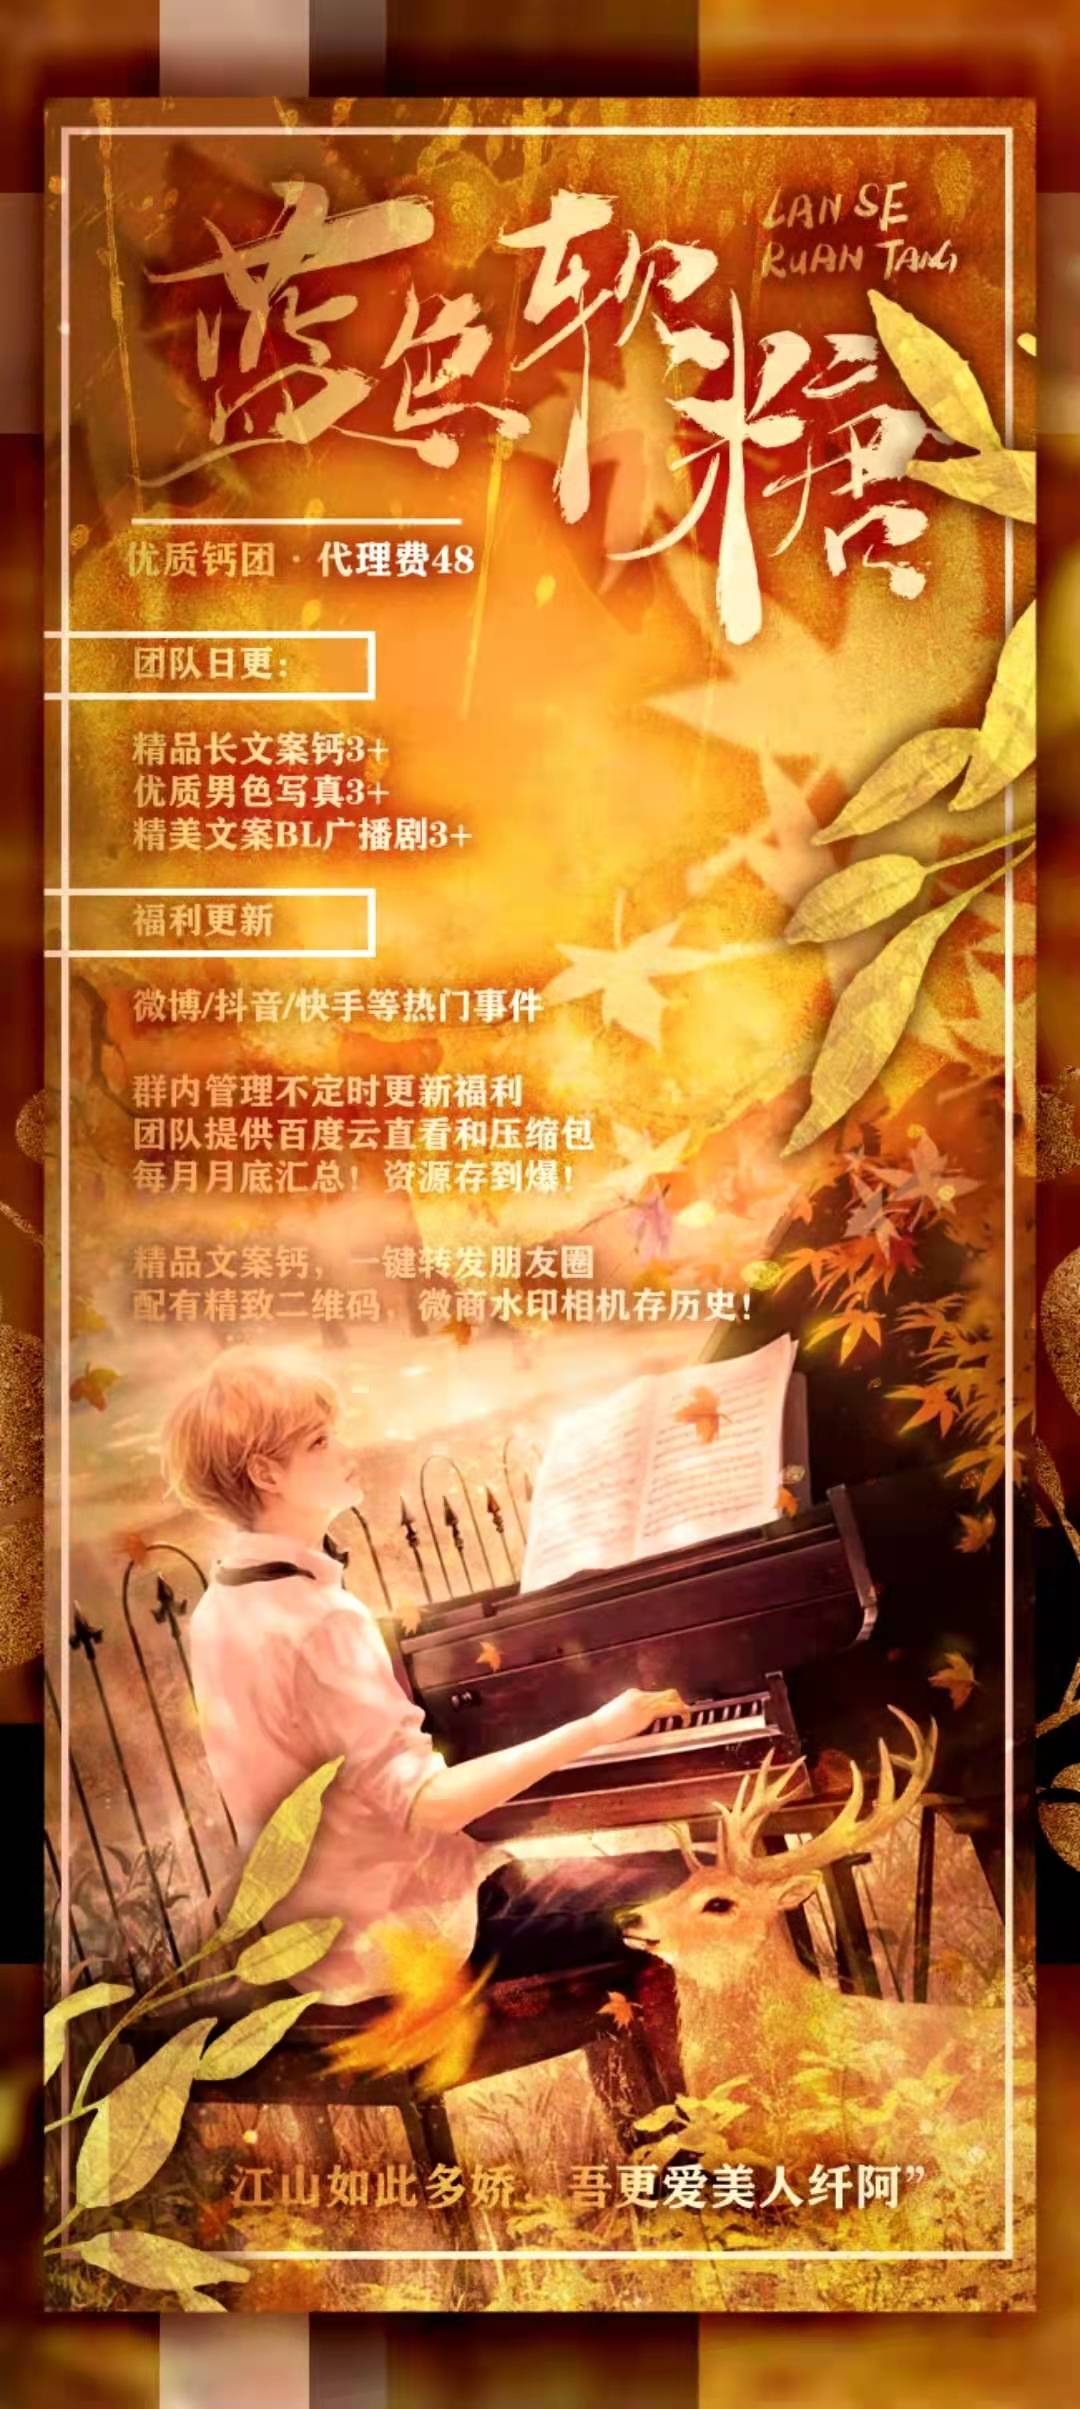 蓝色软糖
LAN SE
RUAN TANG
优质钙团 · 代理费48
团队日更：
精品长文案钙3+
优质男色写真3+
精美文案BL广播剧3+
福利更新
微博/抖音/快手等热门事件
群内管理不定时更新福利
团队提供百度云直看和压缩包
每月月底汇总！资源存到爆！
精品文案钙，一键转发朋友圈
配有精致二维码，微商水印相机存历史！
“江山如此多娇，吾更爱美人纤阿”